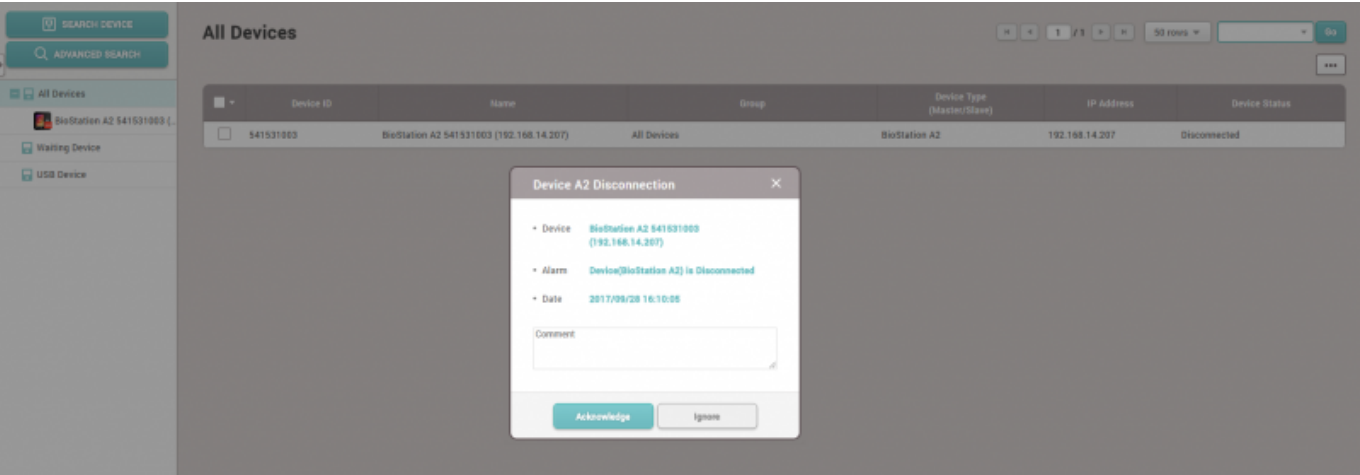 SEARCH DEVICE
ADVANCED SEARCH
All Devices
BioStation A2 541531003 (..
Waiting Device
USB Device
All Devices
1 / 1
50 rows
Go
Device ID
Name
Group
Device Type
(Master/Slave)
IP Address
Device Status
541531003
BioStation A2 541531003 (192.168.14.207)
All Devices
BioStation A2
192.168.14.207
Disconnected
Device A2 Disconnection
Device
BioStation A2 541531003
(192.168.14.207)
Alarm
Device(BioStation A2) is Disconnected
Date
2017/09/28 16:10:05
Comment
Acknowledge
Ignore